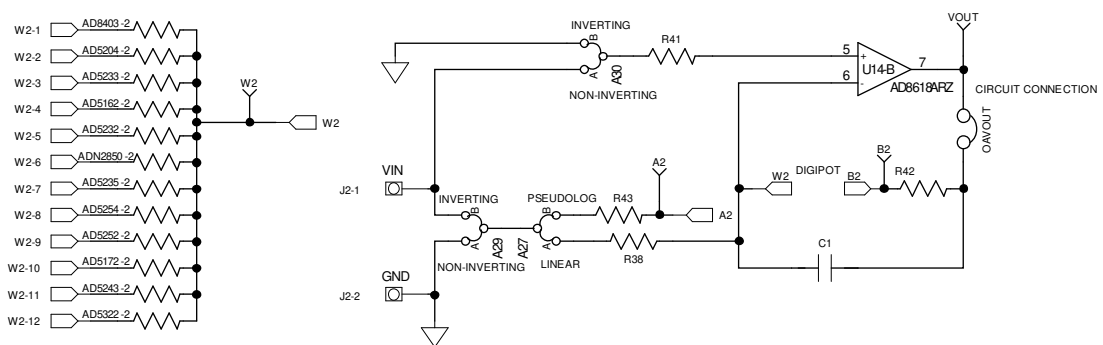 W2-1 AD8403-2
W2-2 AD5204-2
W2-3 AD5233-2
W2-4 AD5162-2
W2-5 AD5232-2
W2-6 ADN2850-2
W2-7 AD5235-2
W2-8 AD5254-2
W2-9 AD5252-2
W2-10 AD5172-2
W2-11 AD5243-2
W2-12 AD5322-2
W2
W2
INVERTING
B
A
A30
NON-INVERTING
R41
5
+
6
-
U14-B
7
AD8618ARZ
VOUT
CIRCUIT CONNECTION
OAVOUT
VIN
J2-1
INVERTING
B
A
A29
NON-INVERTING
GND
J2-2
PSEUDOLOG
B
A
A27
LINEAR
R43
R38
A2
A2
W2
DIGIPOT
B2
B2
R42
C1